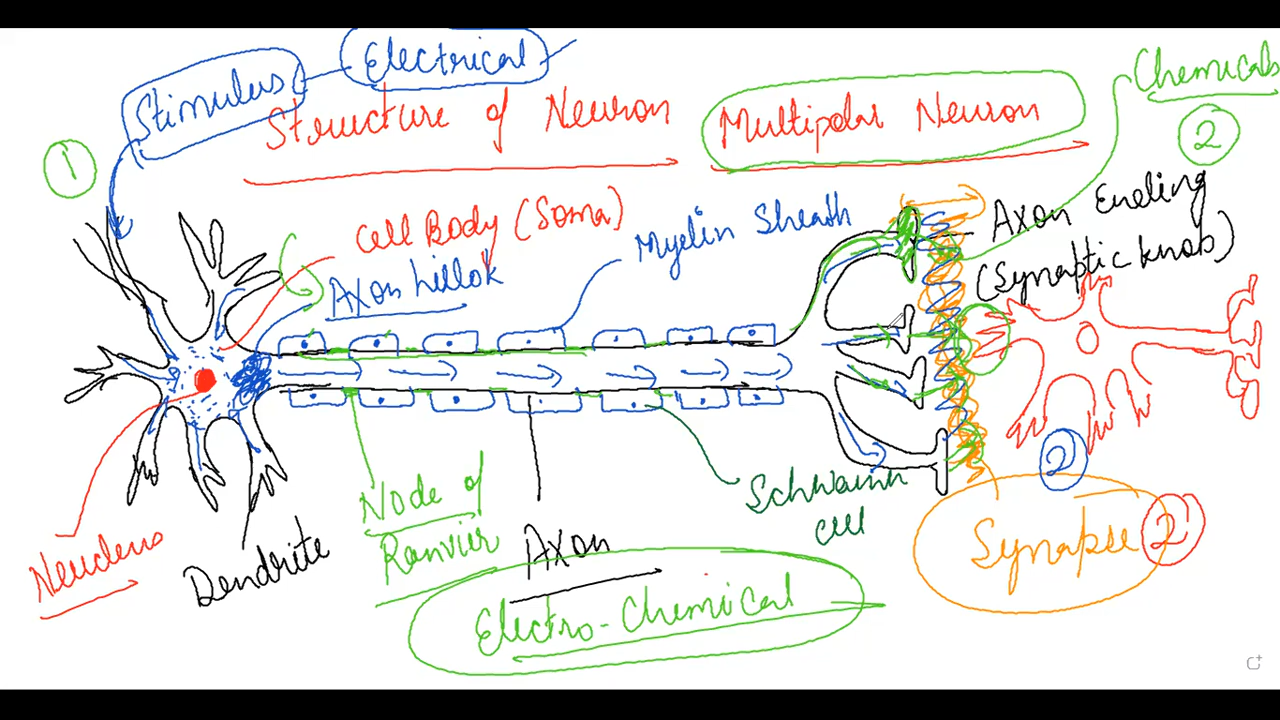 Electrical
Stimulus
Chemicals
Structure of Neuron
Multipolar Neuron
1
2
Cell Body (Soma)
Axon hillok
Myelin Sheath
Axon Ending
(Synaptic knob)
Node of
Ranvier
Axon
Schwann
cell
2
Synapse
2
Neucleus
Dendrite
Electro-Chemical